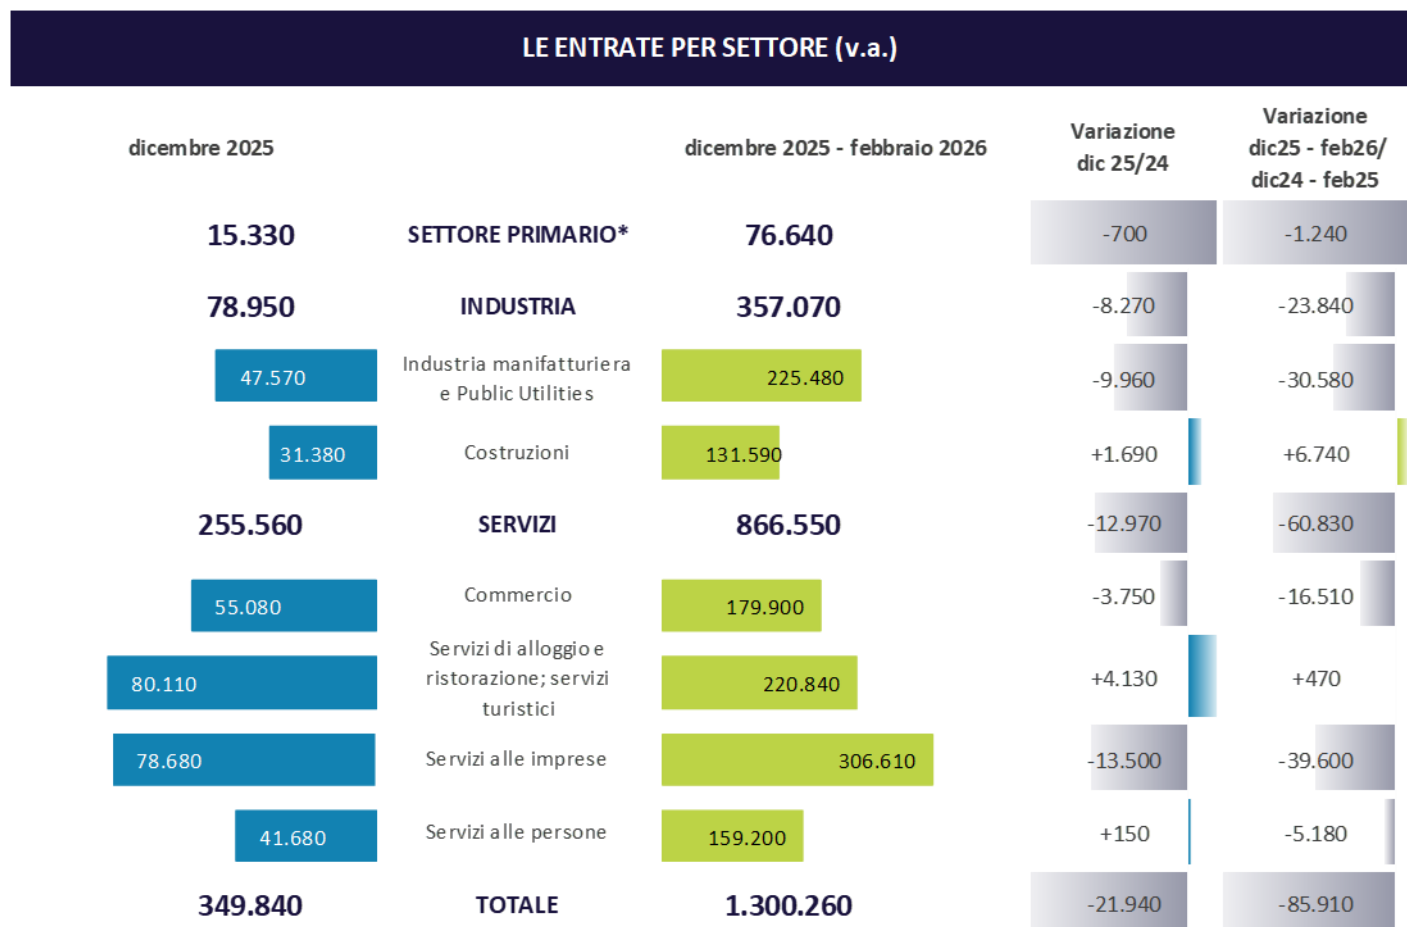 LE ENTRATE PER SETTORE (v.a.)
dicembre 2025
dicembre 2025 - febbraio 2026
Variazione
dic 25/24
Variazione
dic25 - feb26/
dic24 - feb25
15.330 SETTORE PRIMARIO* 76.640 -700 -1.240
78.950 INDUSTRIA 357.070 -8.270 -23.840
47.570 Industria manifatturiera
e Public Utilities 225.480 -9.960 -30.580
31.380 Costruzioni 131.590 +1.690 +6.740
255.560 SERVIZI 866.550 -12.970 -60.830
55.080 Commercio 179.900 -3.750 -16.510
80.110 Servizi di alloggio e
ristorazione; servizi
turistici 220.840 +4.130 +470
78.680 Servizi alle imprese 306.610 -13.500 -39.600
41.680 Servizi alle persone 159.200 +150 -5.180
349.840 TOTALE 1.300.260 -21.940 -85.910